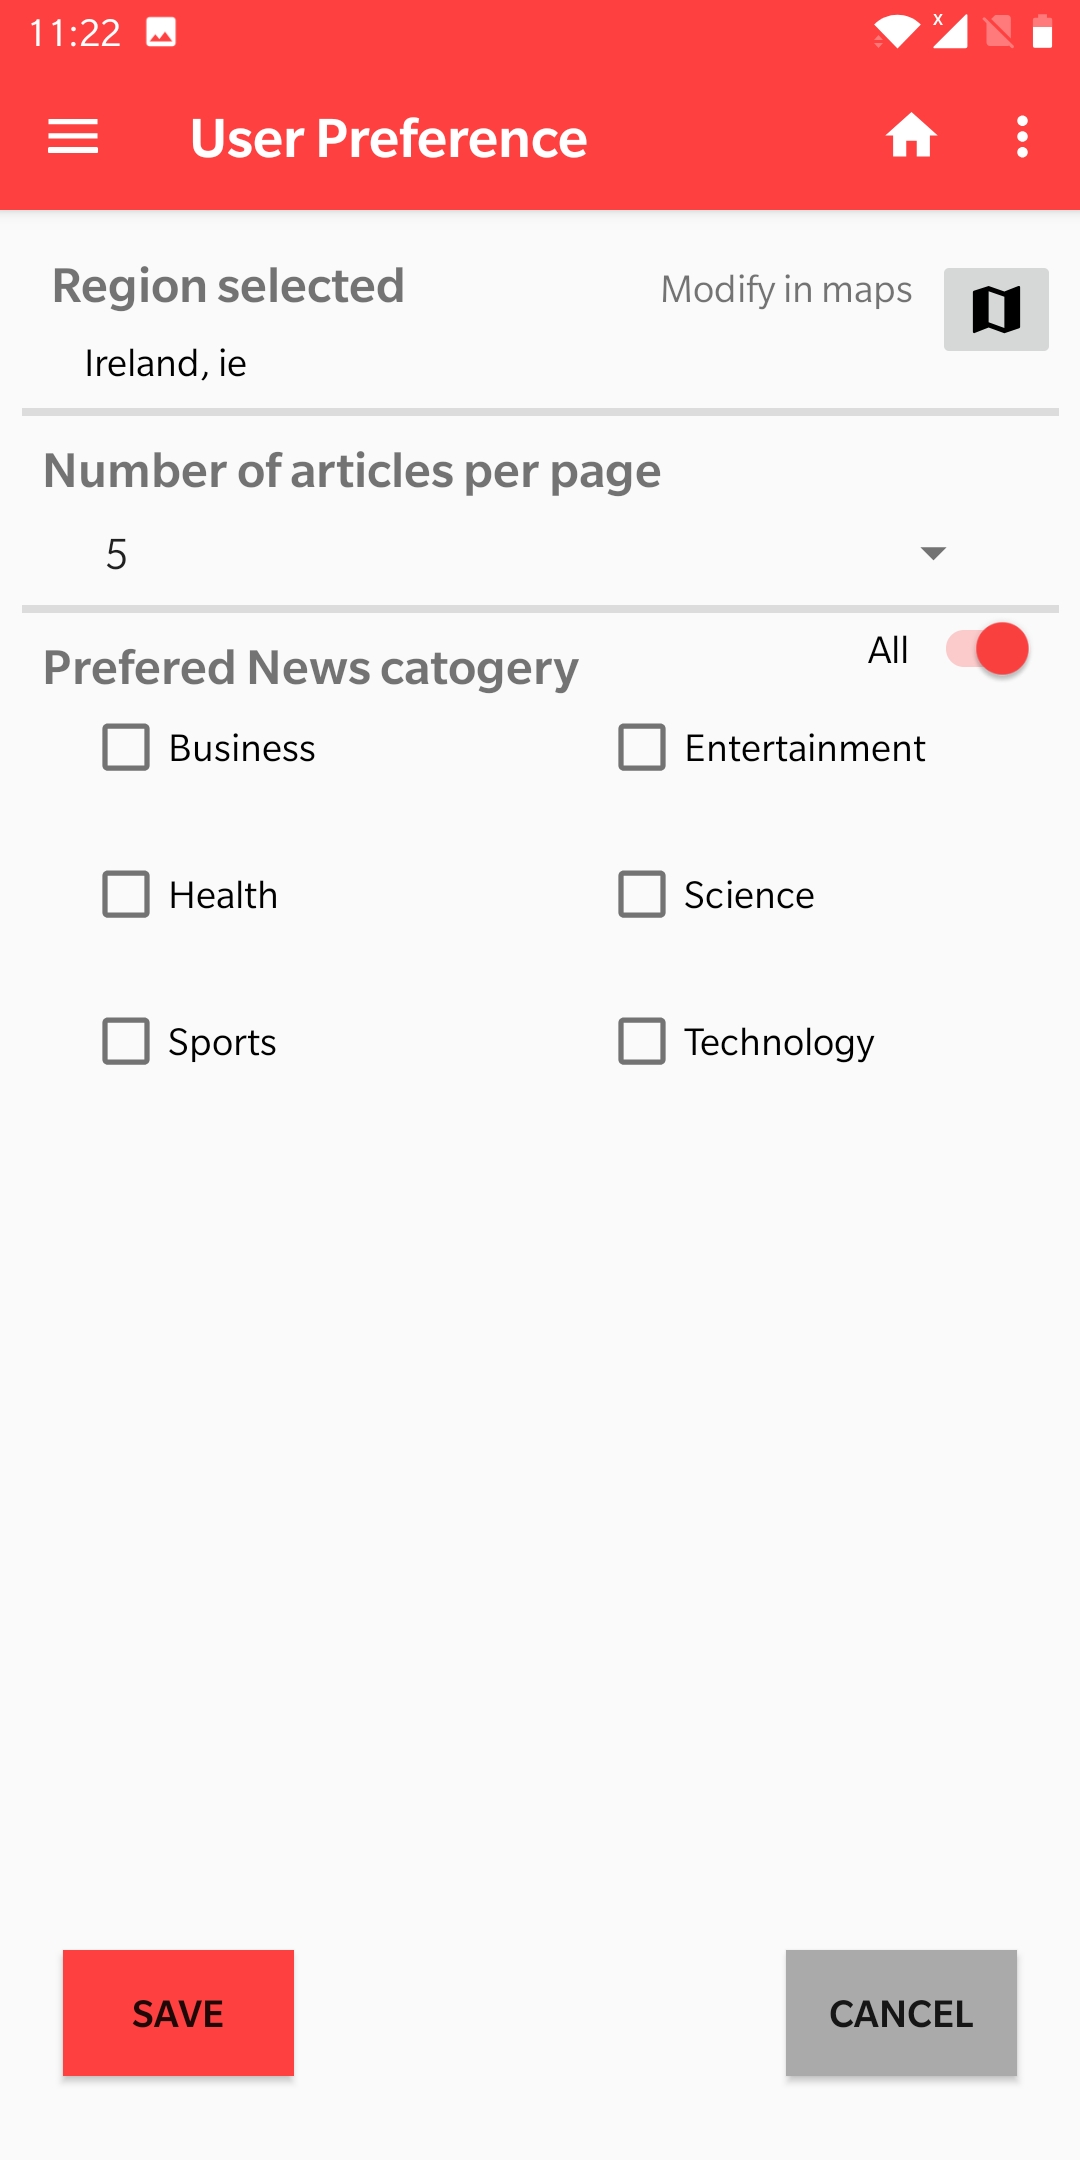 11:22
User Preference
Region selected
Modify in maps
Ireland, ie
Number of articles per page
5
All
Prefered News catogery
Business
Entertainment
Health
Science
Sports
Technology
SAVE
CANCEL